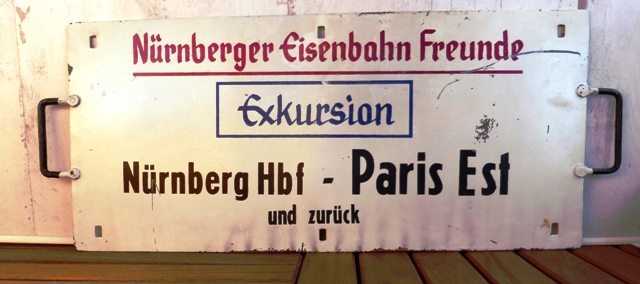 Nürnberger Eisenbahn Freunde
Exkursion
Nürnberg Hbf - Paris Est
und zurück